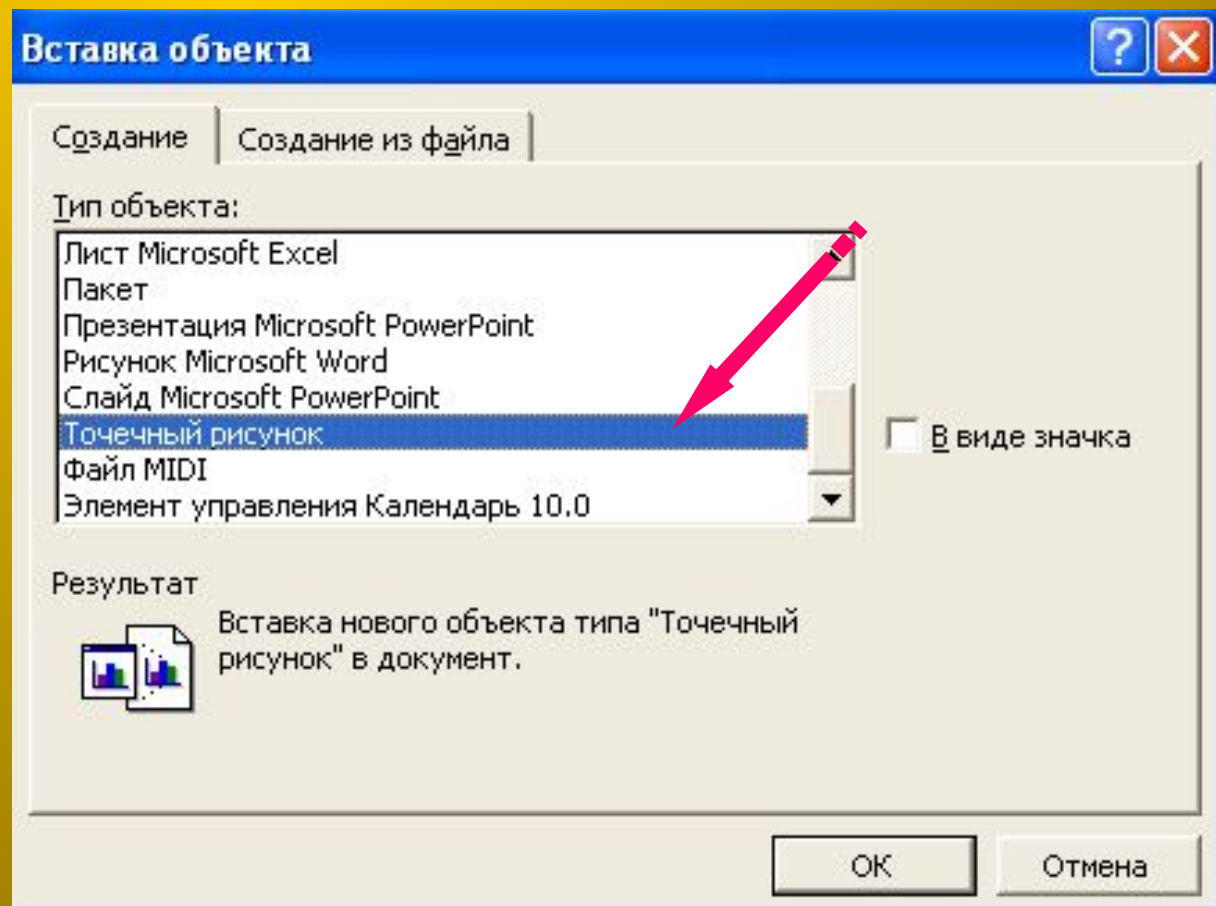 Вставка объекта
Создание
Создание из файла
Тип объекта:
Лист Microsoft Excel
Пакет
Презентация Microsoft PowerPoint
Рисунок Microsoft Word
Слайд Microsoft PowerPoint
Точечный рисунок
Файл MIDI
Элемент управления Календарь 10.0
В виде значка
Результат
Вставка нового объекта типа "Точечный
рисунок" в документ.
ОК
Отмена